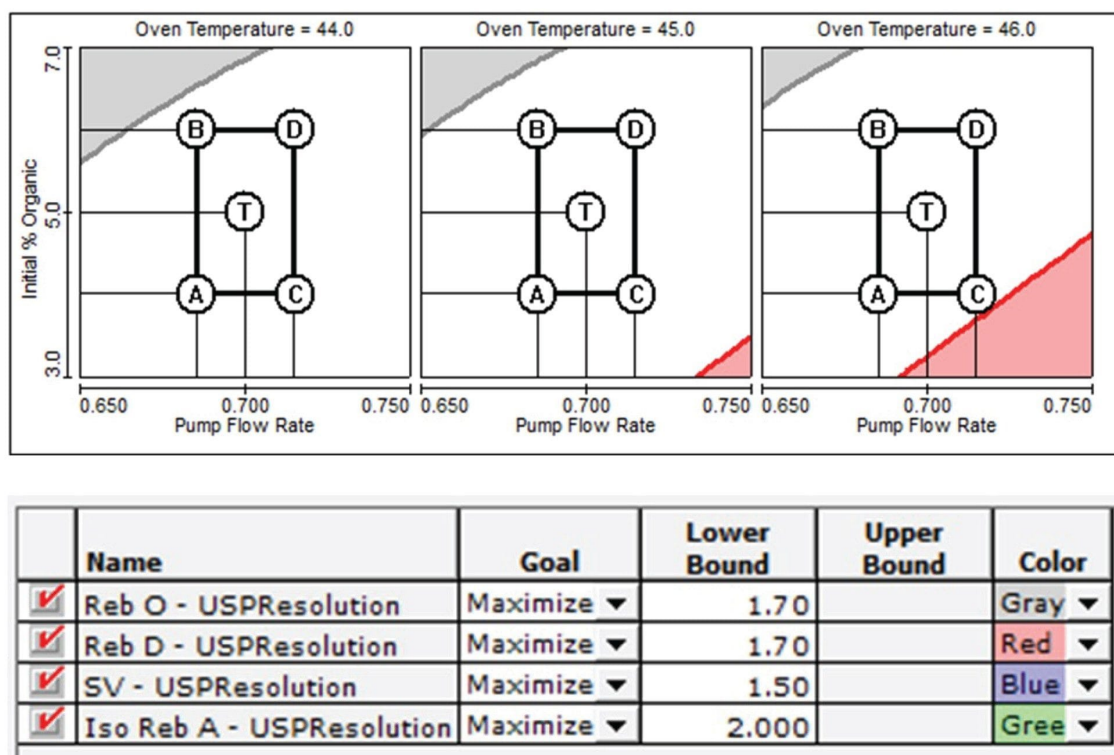 Oven Temperature = 44.0 Oven Temperature = 45.0 Oven Temperature = 46.0
7.0
B D B D B D
Initial % Organic
5.0
T T T
A C A C A C
3.0
0.650 0.700 0.750 0.650 0.700 0.750 0.650 0.700 0.750
Pump Flow Rate Pump Flow Rate Pump Flow Rate
Name Goal Lower Bound Upper Bound Color
Reb O - USPResolution Maximize 1.70 Gray
Reb D - USPResolution Maximize 1.70 Red
SV - USPResolution Maximize 1.50 Blue
Iso Reb A - USPResolution Maximize 2.000 Gree